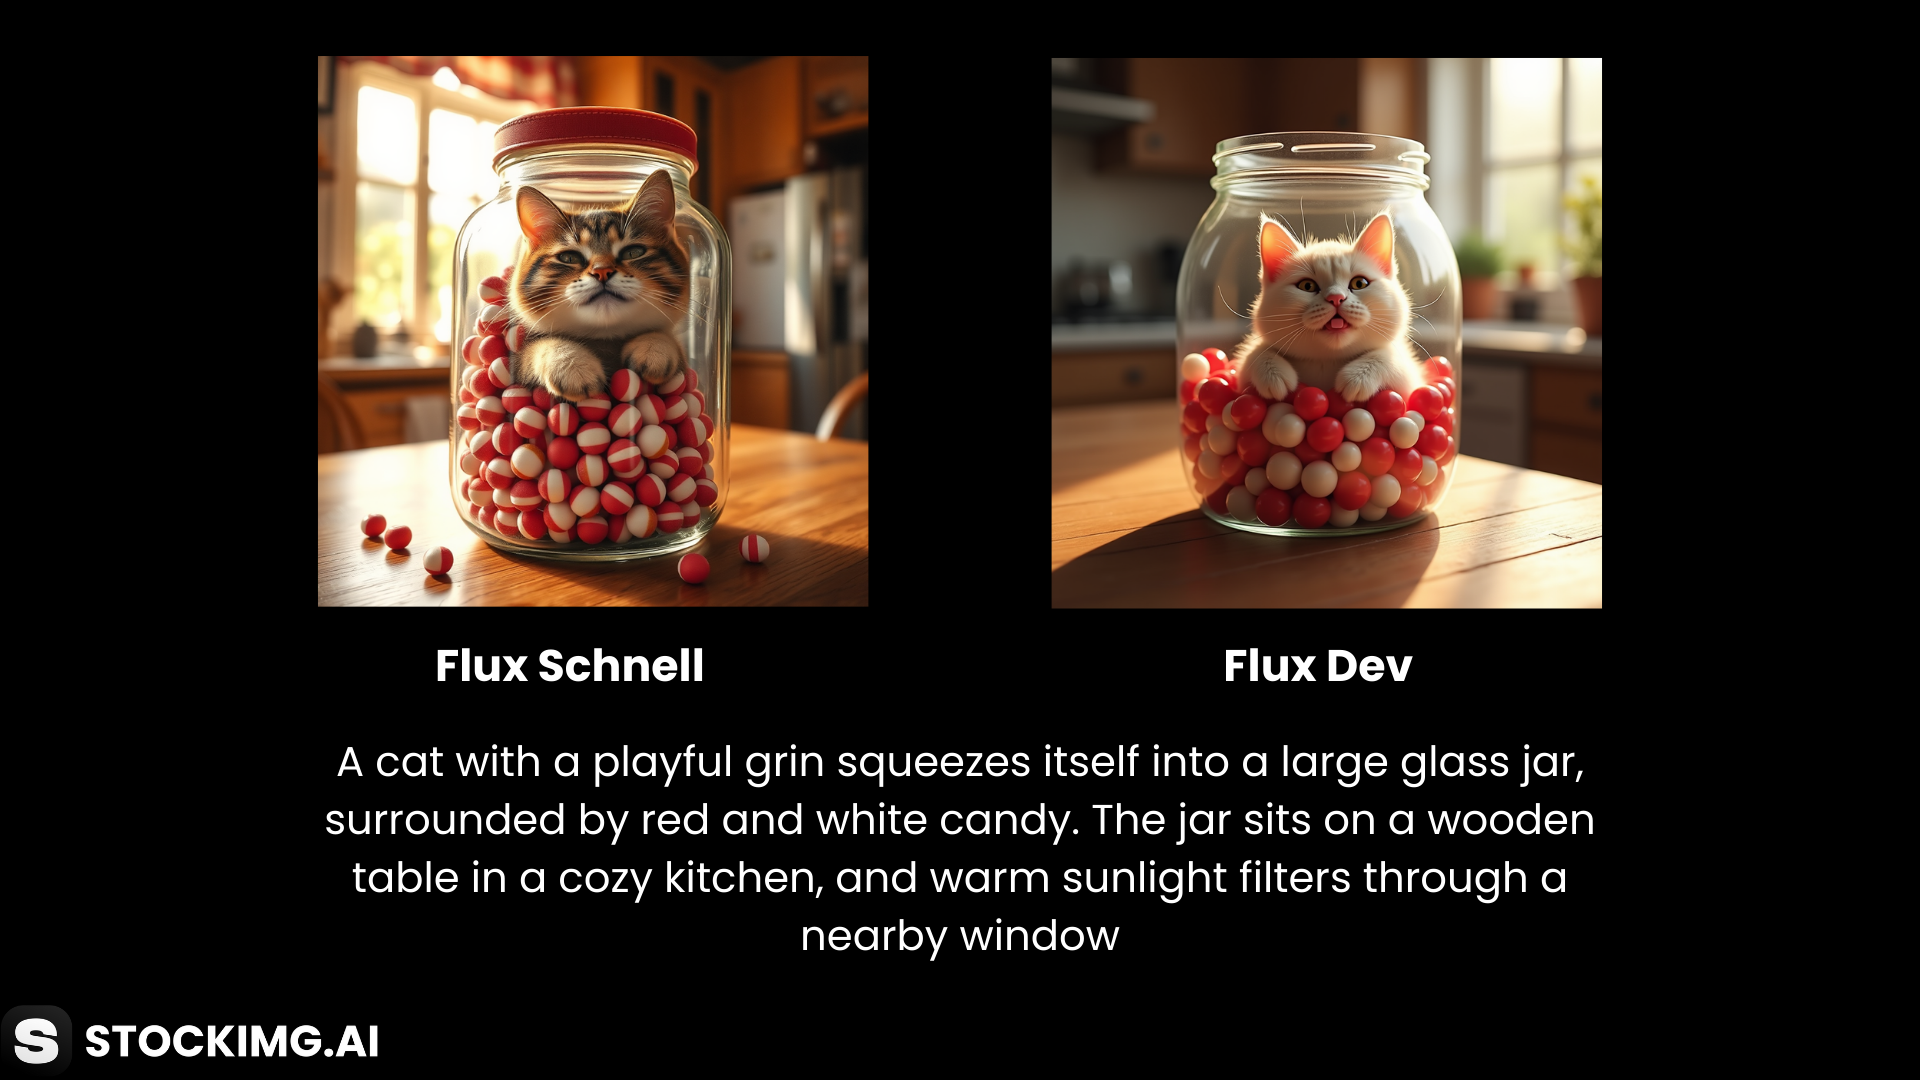 Flux Schnell
Flux Dev
A cat with a playful grin squeezes itself into a large glass jar,
surrounded by red and white candy. The jar sits on a wooden
table in a cozy kitchen, and warm sunlight filters through a
nearby window
S STOCKIMG.AI